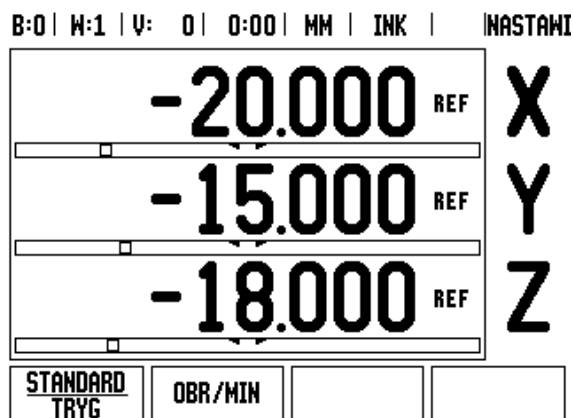 B:0 | W:1 | V: 0 | 0:00 | MM | INK | | NASTAWI
-20.000 REF X
-15.000 REF Y
-18.000 REF Z
STANDARD
TRYG
OBR/MIN